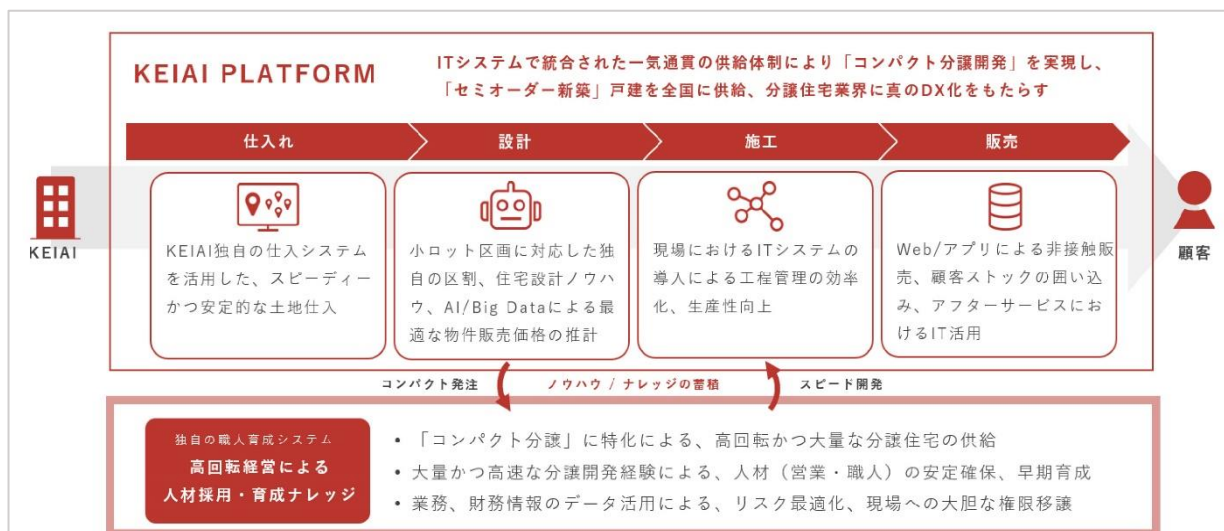 KEIAI PLATFORM
ITシステムで統合された一気通貫の供給体制により「コンパクト分譲開発」を実現し、
「セミオーダー新築」戸建を全国に供給、分譲住宅業界に真のDX化をもたらす
仕入れ
設計
施工
販売
KEIAI
KEIAI独自の仕入システム
を活用した、スピーディー
かつ安定的な土地仕入
小ロット区画に対応した独
自の区割、住宅設計ノウハ
ウ、AI/Big Dataによる最
適な物件販売価格の推計
現場におけるITシステムの
導入による工程管理の効率
化、生産性向上
Web/アプリによる非接触販
売、顧客ストックの囲い込
み、アフターサービスにお
けるIT活用
顧客
コンパクト発注
ノウハウ / ナレッジの蓄積
スピード開発
独自の職人育成システム
高回転経営による
人材採用・育成ナレッジ
• 「コンパクト分譲」に特化による、高回転かつ大量な分譲住宅の供給
• 大量かつ高速な分譲開発経験による、人材（営業・職人）の安定確保、早期育成
• 業務、財務情報のデータ活用による、リスク最適化、現場への大胆な権限移譲